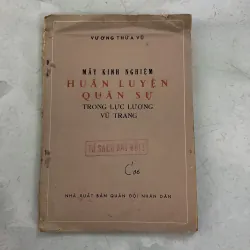 VƯƠNG THỪA VŨ
MẤY KINH NGHIỆM
HUẤN LUYỆN
QUÂN SỰ
TRONG LỰC LƯỢNG
VŨ TRANG
NHÀ XUẤT BẢN QUÂN ĐỘI NHÂN DÂN